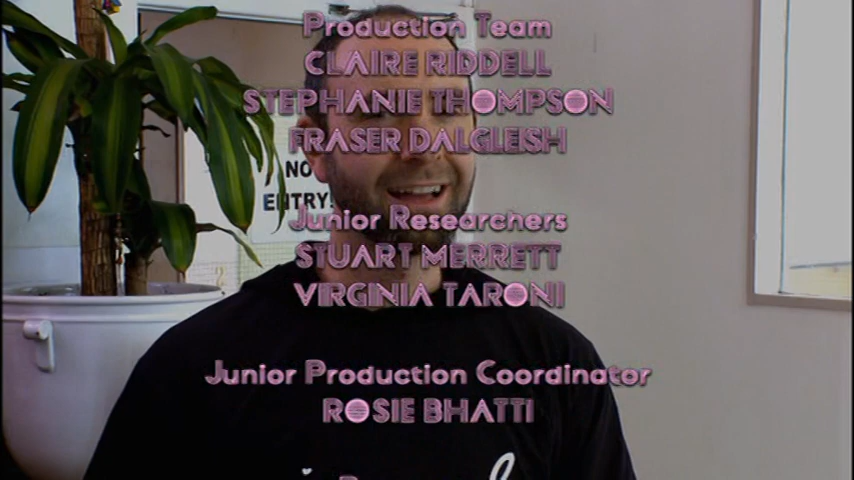 Production Team
CLAIRE RIDDELL
STEPHANIE THOMPSON
FRASER DALGLEISH
NO
ENTRY!
Junior Researchers
STUART MERRETT
VIRGINIA TARONI
Junior Production Coordinator
ROSIE BHATTI